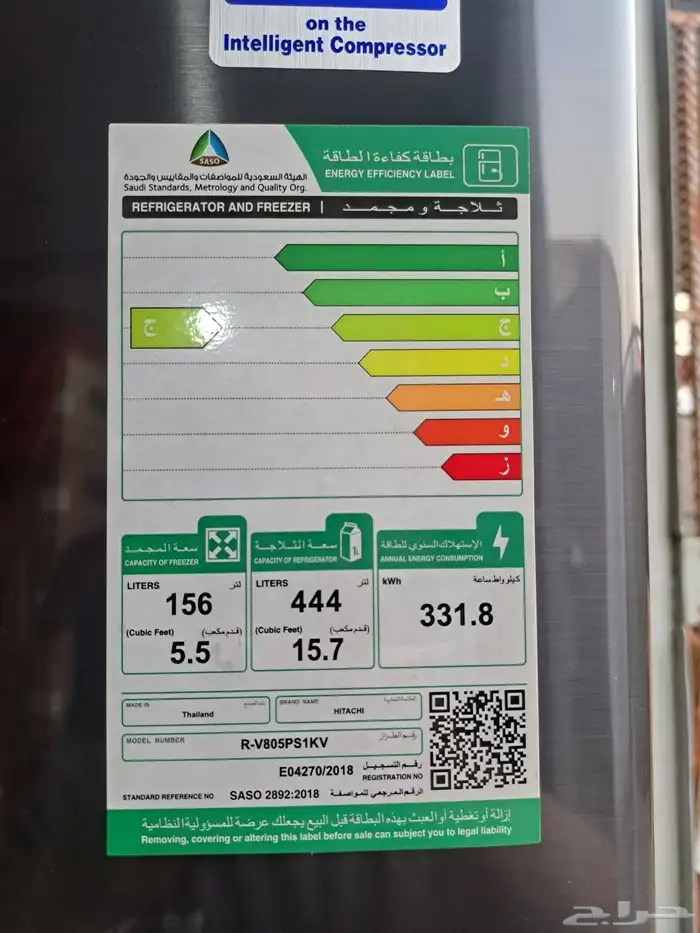 on the
Intelligent Compressor
SASO
الهيئة السعودية للمواصفات والمقاييس والجودة
Saudi Standards, Metrology and Quality Org.
بطاقة كفاءة الطاقة
ENERGY EFFICIENCY LABEL
REFRIGERATOR AND FREEZER | ثلاجة ومجمد
أ
ب
ج
ج
د
هـ
و
ز
سعة المجمد
CAPACITY OF FREEZER
LITERS لتر
156
(Cubic Feet) (قدم مكعب)
5.5
سعة الثلاجة
CAPACITY OF REFRIGERATOR
LITERS لتر
444
(Cubic Feet) (قدم مكعب)
15.7
الإستهلاك السنوي للطاقة
ANNUAL ENERGY CONSUMPTION
kWh كيلو واط ساعة
331.8
MADE IN بلد الصنع
Thailand
BRAND NAME العلامة التجارية
HITACHI
MODEL NUMBER رقم الطراز
R-V805PS1KV
E04270/2018 رقم التسجيل
REGISTRATION NO
STANDARD REFERENCE NO SASO 2892:2018 الرقم المرجعي للمواصفة
إزالة أو تغطية أو العبث بهذه البطاقة قبل البيع يجعلك عرضة للمسؤولية النظامية
Removing, covering or altering this label before sale can subject you to legal liability
حراج